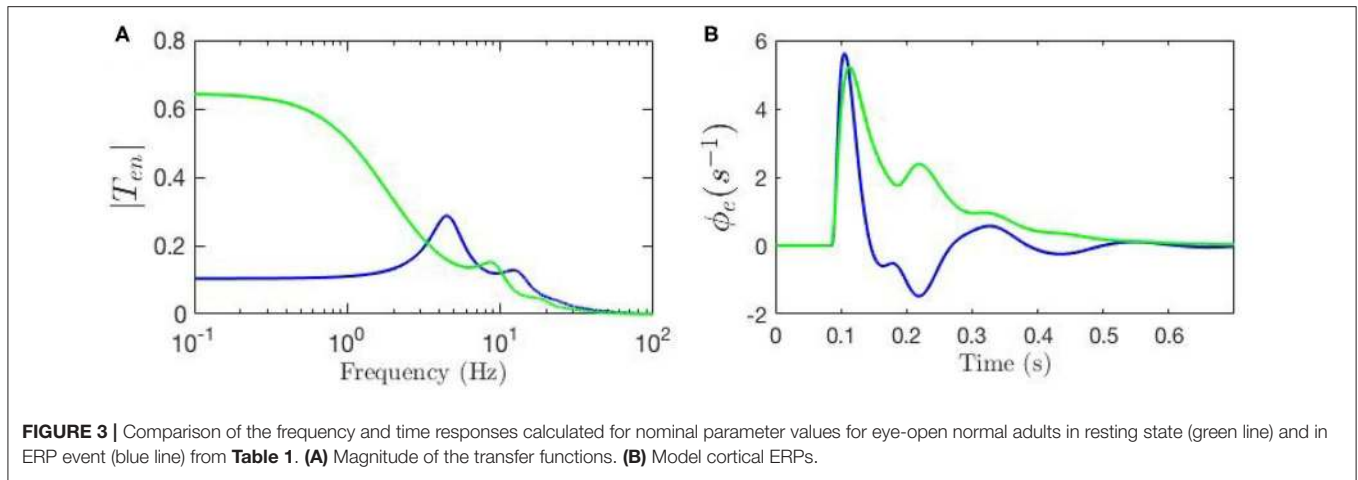 A
0.8
0.6
0.4
0.2
0
|T_en|
10^-1 10^0 10^1 10^2
Frequency (Hz)
B
6
4
2
0
-2
ϕ_e(s^-1)
0 0.1 0.2 0.3 0.4 0.5 0.6
Time (s)
FIGURE 3 | Comparison of the frequency and time responses calculated for nominal parameter values for eye-open normal adults in resting state (green line) and in
ERP event (blue line) from Table 1. (A) Magnitude of the transfer functions. (B) Model cortical ERPs.